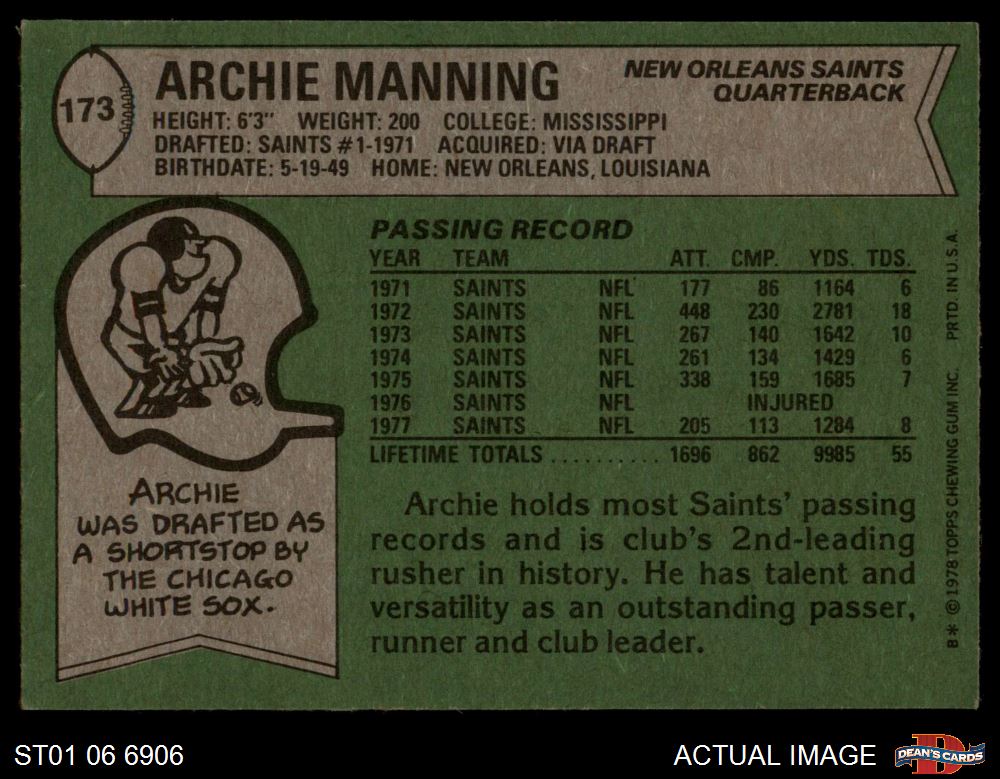 173
ARCHIE MANNING
NEW ORLEANS SAINTS
QUARTERBACK
HEIGHT: 6'3" WEIGHT: 200 COLLEGE: MISSISSIPPI
DRAFTED: SAINTS #1-1971 ACQUIRED: VIA DRAFT
BIRTHDATE: 5-19-49 HOME: NEW ORLEANS, LOUISIANA
PASSING RECORD
YEAR TEAM ATT. CMP. YDS. TDS.
1971 SAINTS NFL 177 86 1164 6
1972 SAINTS NFL 448 230 2781 18
1973 SAINTS NFL 267 140 1642 10
1974 SAINTS NFL 261 134 1429 6
1975 SAINTS NFL 338 159 1685 7
1976 SAINTS NFL INJURED
1977 SAINTS NFL 205 113 1284 8
LIFETIME TOTALS .......... 1696 862 9985 55
ARCHIE
WAS DRAFTED AS
A SHORTSTOP BY
THE CHICAGO
WHITE SOX.
Archie holds most Saints' passing
records and is club's 2nd-leading
rusher in history. He has talent and
versatility as an outstanding passer,
runner and club leader.
B* © 1978 TOPPS CHEWING GUM INC. PRTD. IN U.S.A.
ST01 06 6906
ACTUAL IMAGE
D
DEAN'S CARDS